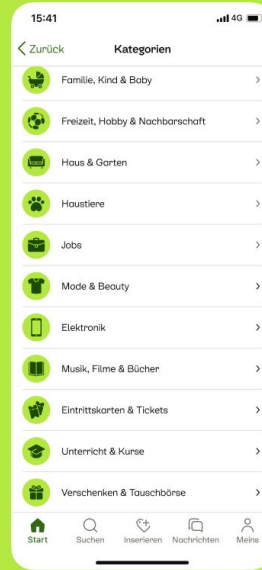 15:41
4G
Zurück
Kategorien
Familie, Kind & Baby
Freizeit, Hobby & Nachbarschaft
Haus & Garten
Haustiere
Jobs
Mode & Beauty
Elektronik
Musik, Filme & Bücher
Eintrittskarten & Tickets
Unterricht & Kurse
Verschenken & Tauschbörse
Start
Suchen
Inserieren
Nachrichten
Meins